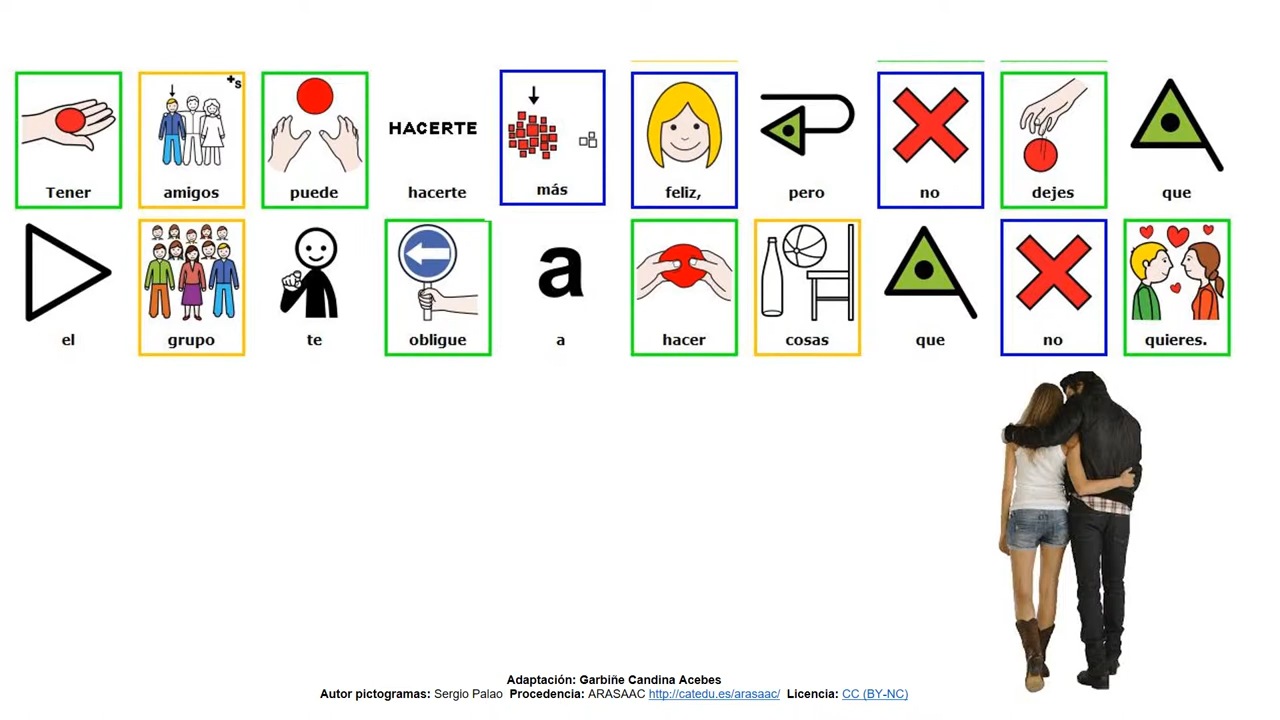 +s
HACERTE
Tener amigos puede hacerte más feliz, pero no dejes que
a
el grupo te obligue a hacer cosas que no quieres.
Adaptación: Garbiñe Candina Acebes
Autor pictogramas: Sergio Palao Procedencia: ARASAAC http://catedu.es/arasaac/ Licencia: CC (BY-NC)